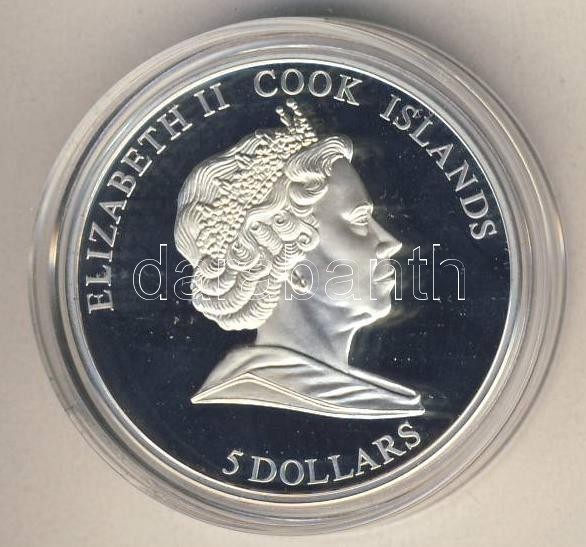 ELIZABETH II COOK ISLANDS
darabanth
5 DOLLARS